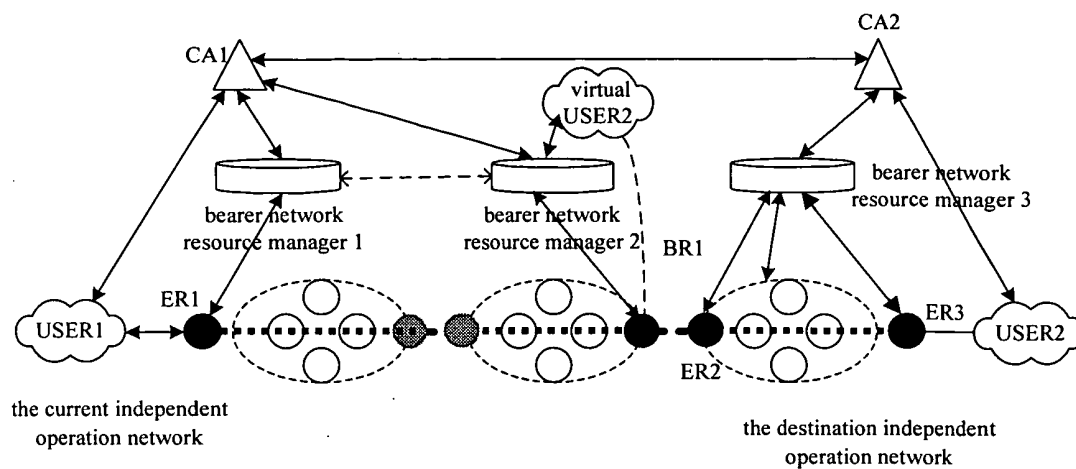 CA1
CA2
virtual
USER2
bearer network
resource manager 1
bearer network
resource manager 2
bearer network
resource manager 3
BR1
ER1
USER1
ER2
ER3
USER2
the current independent
operation network
the destination independent
operation network